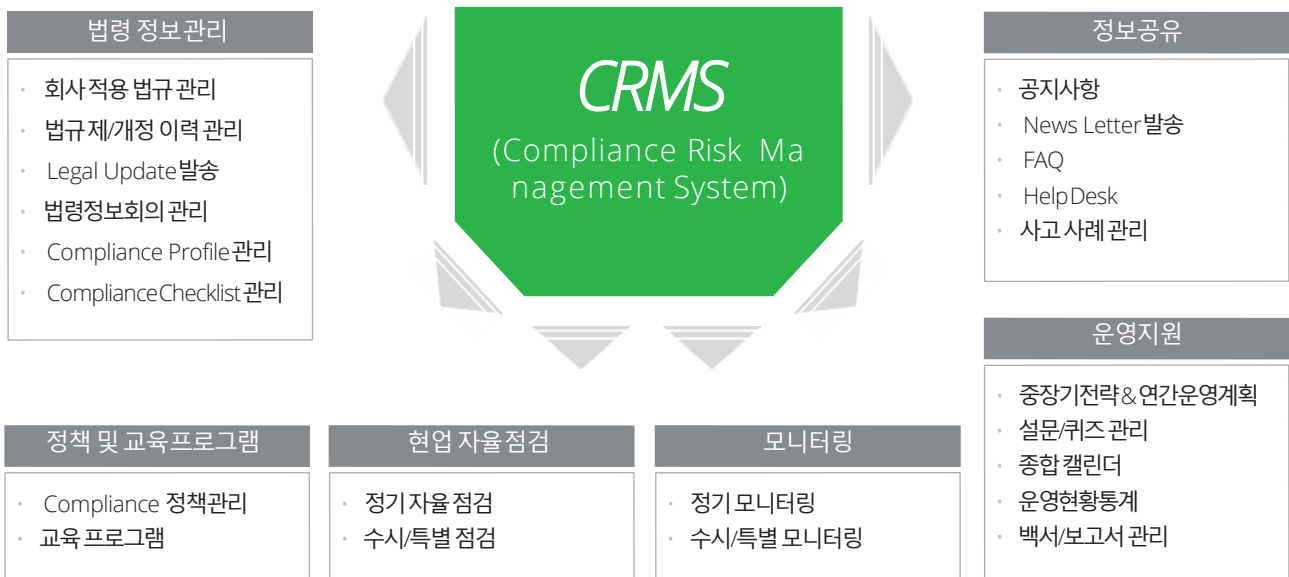 법령 정보관리
회사 적용 법규 관리
법규 제/개정 이력 관리
Legal Update 발송
법령정보회의 관리
Compliance Profile 관리
Compliance Checklist 관리
CRMS
(Compliance Risk Ma
nagement System)
정보공유
공지사항
News Letter 발송
FAQ
Help Desk
사고 사례 관리
정책 및 교육프로그램
Compliance 정책관리
교육 프로그램
현업 자율점검
정기 자율 점검
수시/특별 점검
모니터링
정기 모니터링
수시/특별 모니터링
운영지원
중장기전략 & 연간운영계획
설문/퀴즈 관리
종합 캘린더
운영현황통계
백서/보고서 관리